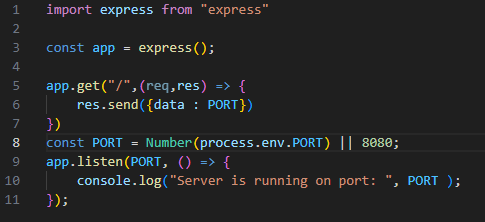 1 import express from "express"
2
3 const app = express();
4
5 app.get("/",(req,res) => {
6     res.send({data : PORT})
7 })
8 const PORT = Number(process.env.PORT) || 8080;
9 app.listen(PORT, () => {
10     console.log("Server is running on port: ", PORT );
11 });